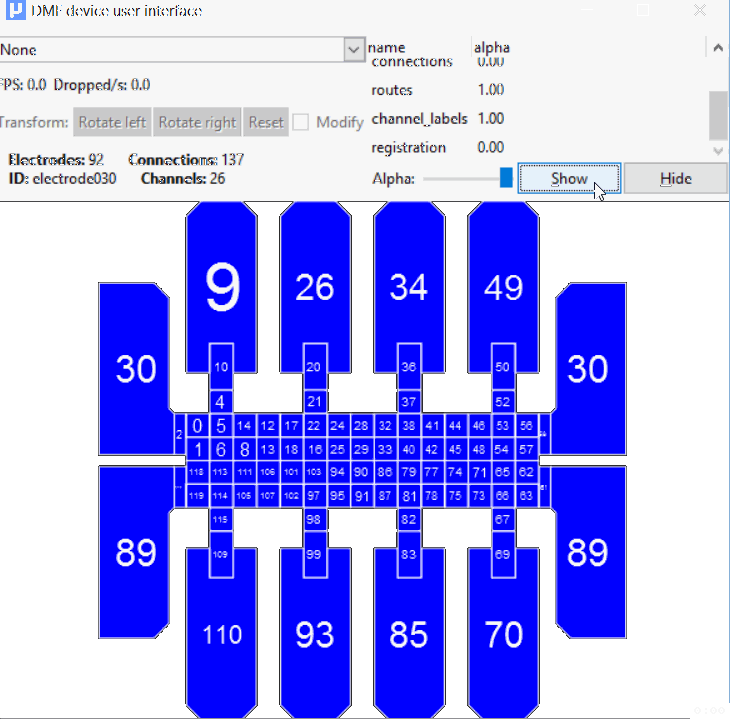 DMF device user interface
None
name alpha
connections 0.00
FPS: 0.0 Dropped/s: 0.0
routes 1.00
Transform: Rotate left Rotate right Reset Modify
channel_labels 1.00
registration 0.00
Electrodes: 92 Connections: 137
ID: electrode030 Channels: 26
Alpha: Show Hide
9 26 34 49
30 30
10 20 36 50
4 21 37 52
2 0 5 14 12 17 22 24 28 32 38 41 44 46 53 56
1 6 8 13 18 16 25 29 33 40 42 45 48 54 57
118 113 111 106 101 103 94 90 86 79 77 74 71 65 62
119 114 105 107 102 97 95 91 87 81 78 75 73 66 63
115 98 82 67
89 89
109 99 83 69
110 93 85 70